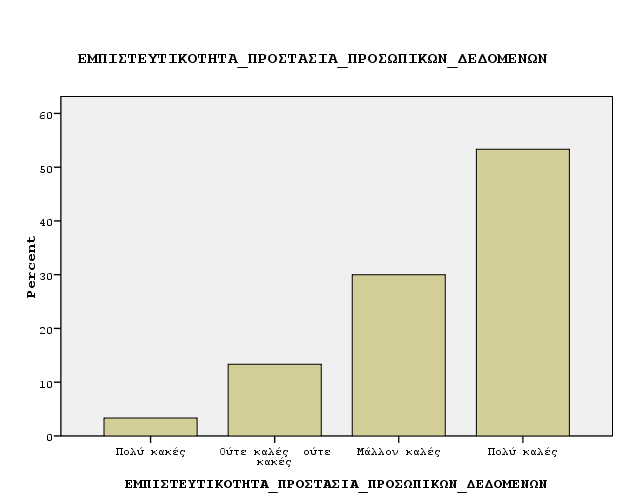 ΕΜΠΙΣΤΕΥΤΙΚΟΤΗΤΑ_ΠΡΟΣΤΑΣΙΑ_ΠΡΟΣΩΠΙΚΩΝ_ΔΕΔΟΜΕΝΩΝ
60
50
40
30
20
10
0
Percent
Πολύ κακές
Ούτε καλές ούτε
κακές
Μάλλον καλές
Πολύ καλές
ΕΜΠΙΣΤΕΥΤΙΚΟΤΗΤΑ_ΠΡΟΣΤΑΣΙΑ_ΠΡΟΣΩΠΙΚΩΝ_ΔΕΔΟΜΕΝΩΝ